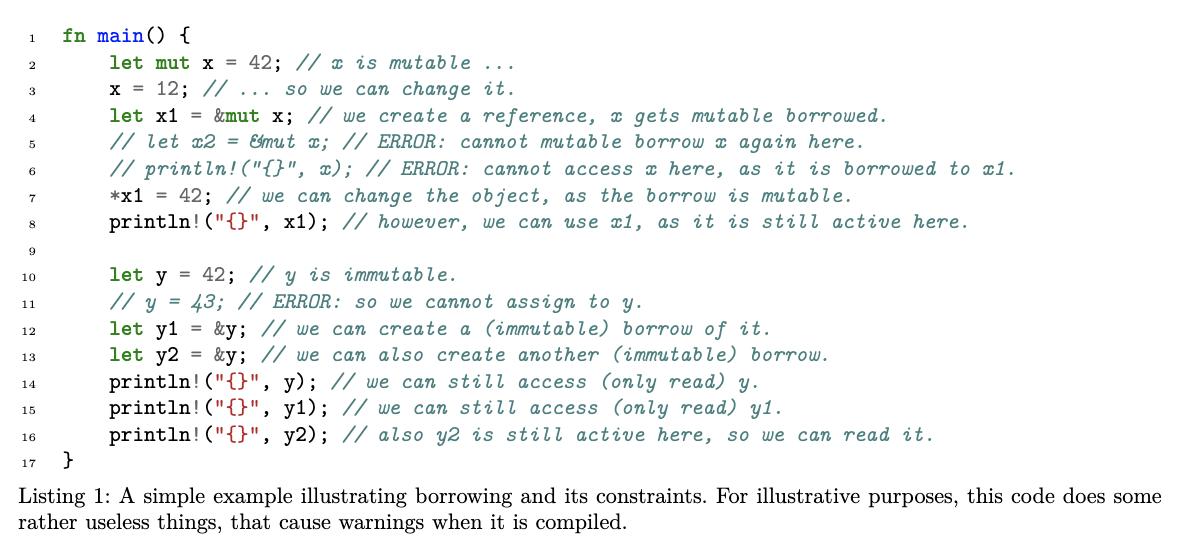 1 fn main() {
2 let mut x = 42; // x is mutable ...
3 x = 12; // ... so we can change it.
4 let x1 = &mut x; // we create a reference, x gets mutable borrowed.
5 // let x2 = &mut x; // ERROR: cannot mutable borrow x again here.
6 // println!("{}", x); // ERROR: cannot access x here, as it is borrowed to x1.
7 *x1 = 42; // we can change the object, as the borrow is mutable.
8 println!("{}", x1); // however, we can use x1, as it is still active here.
9
10 let y = 42; // y is immutable.
11 // y = 43; // ERROR: so we cannot assign to y.
12 let y1 = &y; // we can create a (immutable) borrow of it.
13 let y2 = &y; // we can also create another (immutable) borrow.
14 println!("{}", y); // we can still access (only read) y.
15 println!("{}", y1); // we can still access (only read) y1.
16 println!("{}", y2); // also y2 is still active here, so we can read it.
17 }
Listing 1: A simple example illustrating borrowing and its constraints. For illustrative purposes, this code does some
rather useless things, that cause warnings when it is compiled.